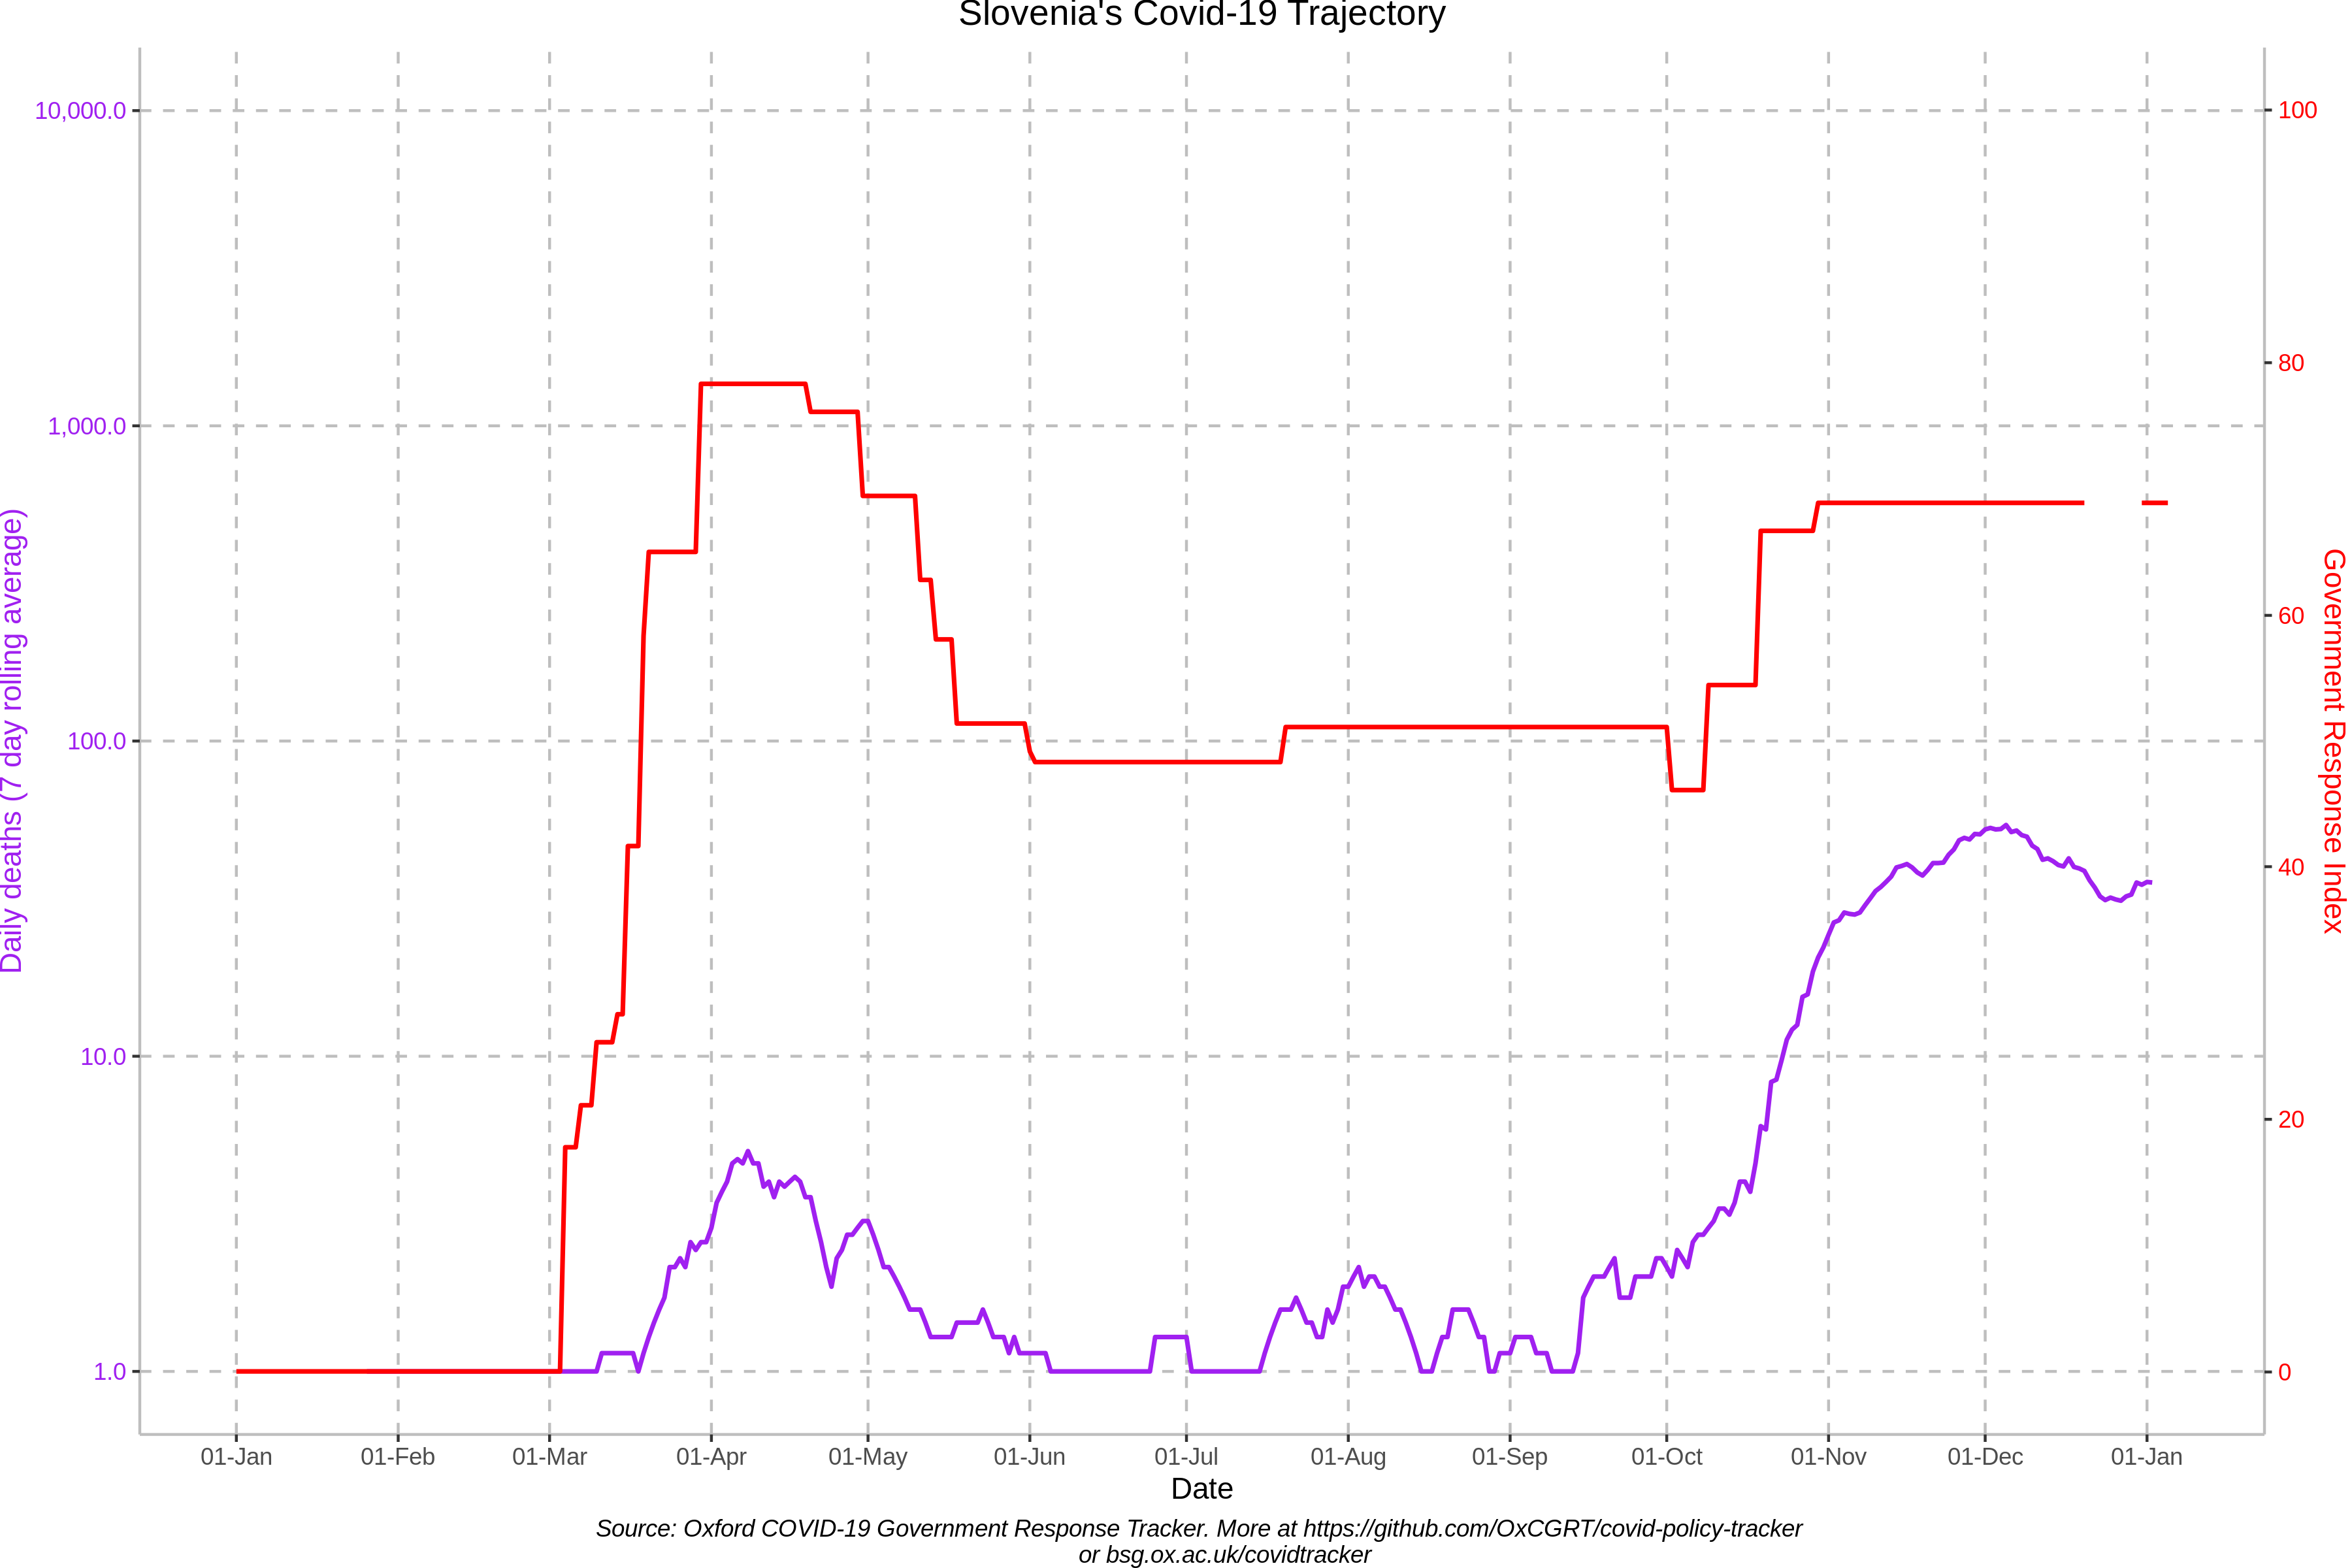 Slovenia's Covid-19 Trajectory
10,000.0
1,000.0
100.0
10.0
1.0
Daily deaths (7 day rolling average)
100
80
60
40
20
0
Government Response Index
01-Jan 01-Feb 01-Mar 01-Apr 01-May 01-Jun 01-Jul 01-Aug 01-Sep 01-Oct 01-Nov 01-Dec 01-Jan
Date
Source: Oxford COVID-19 Government Response Tracker. More at https://github.com/OxCGRT/covid-policy-tracker
or bsg.ox.ac.uk/covidtracker